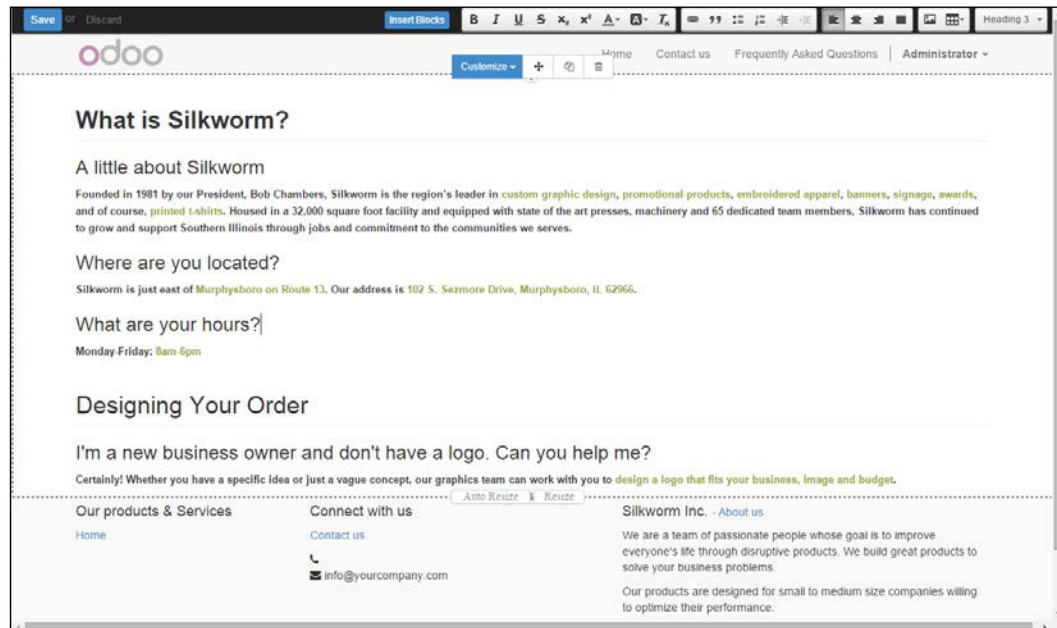 Save or Discard Insert Blocks B I U S x, x² A A Tx Heading 3
odoo Home Contact us Frequently Asked Questions Administrator
Customize
What is Silkworm?
A little about Silkworm
Founded in 1981 by our President, Bob Chambers, Silkworm is the region's leader in custom graphic design, promotional products, embroidered apparel, banners, signage, awards,
and of course, printed t-shirts. Housed in a 32,000 square foot facility and equipped with state of the art presses, machinery and 65 dedicated team members, Silkworm has continued
to grow and support Southern Illinois through jobs and commitment to the communities we serves.
Where are you located?
Silkworm is just east of Murphysboro on Route 13. Our address is 102 S. Sezmore Drive, Murphysboro, IL 62966.
What are your hours?
Monday-Friday: 8am-6pm
Designing Your Order
I'm a new business owner and don't have a logo. Can you help me?
Certainly! Whether you have a specific idea or just a vague concept, our graphics team can work with you to design a logo that fits your business, image and budget.
Auto Resize Resize
Our products & Services Connect with us Silkworm Inc. - About us
Home Contact us We are a team of passionate people whose goal is to improve
everyone's life through disruptive products. We build great products to
info@yourcompany.com solve your business problems.
Our products are designed for small to medium size companies willing
to optimize their performance.